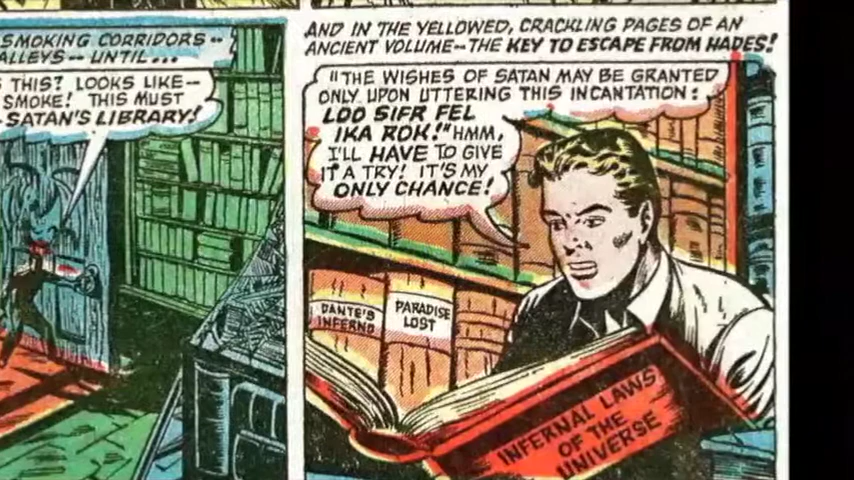 SMOKING CORRIDORS--
ALLEYS--UNTIL...
THIS? LOOKS LIKE--
SMOKE! THIS MUST
SATAN'S LIBRARY!
AND IN THE YELLOWED, CRACKLING PAGES OF AN
ANCIENT VOLUME--THE KEY TO ESCAPE FROM HADES!
"THE WISHES OF SATAN MAY BE GRANTED
ONLY UPON UTTERING THIS INCANTATION:
LOO SIFR FEL
IKA ROK!" HMM,
I'LL HAVE TO GIVE
IT A TRY! IT'S MY
ONLY CHANCE!
DANTE'S
INFERNO
PARADISE
LOST
INFERNAL LAWS
OF THE
UNIVERSE